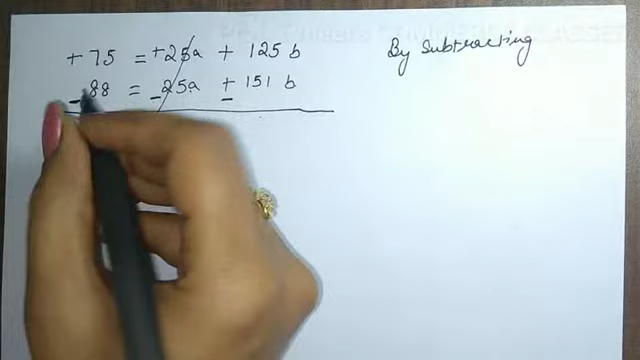 +75 = +25a + 125 b
By Subtracting
-88 = -25a ± 151 b